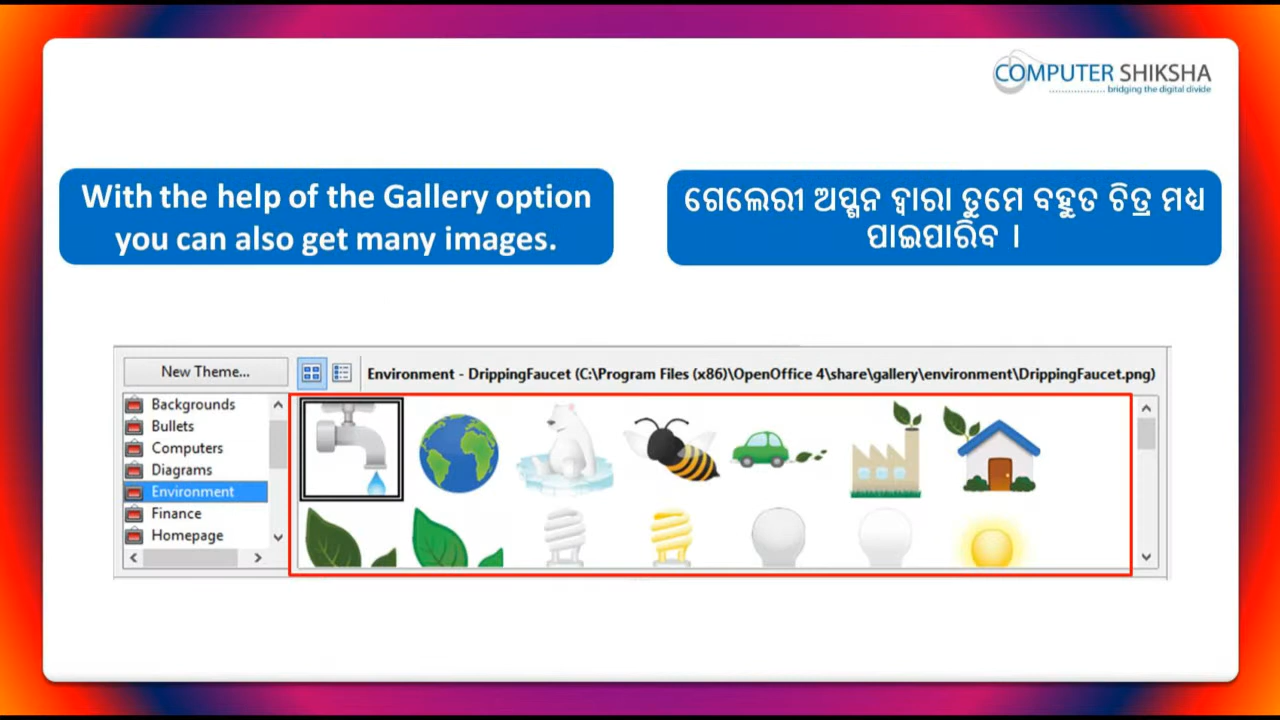 COMPUTER SHIKSHA
bridging the digital divide
With the help of the Gallery option
you can also get many images.
ଗେଲେରୀ ଅପ୍ସନ ଦ୍ଵାରା ତୁମେ ବହୁତ ଚିତ୍ର ମଧ୍ୟ
ପାଇପାରିବ ।
New Theme...
Environment - DrippingFaucet (C:\Program Files (x86)\OpenOffice 4\share\gallery\environment\DrippingFaucet.png)
Backgrounds
Bullets
Computers
Diagrams
Environment
Finance
Homepage